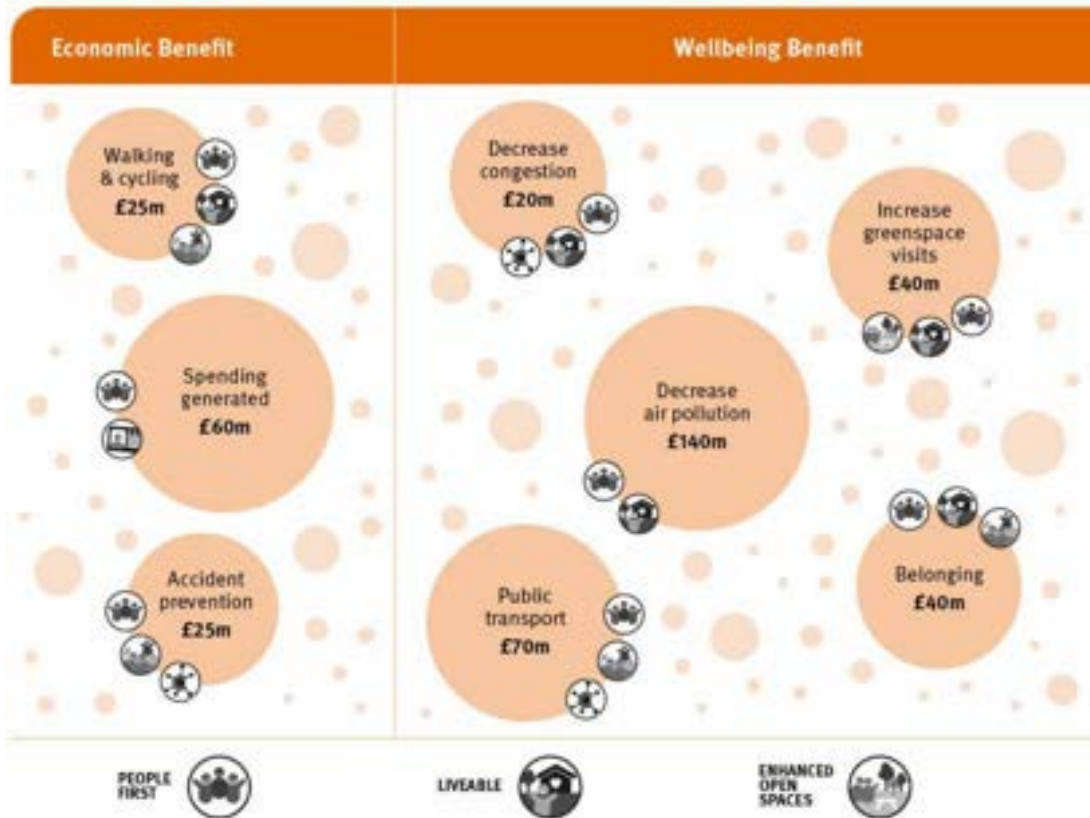 Economic Benefit
Wellbeing Benefit
Walking
& cycling
£25m
Spending
generated
£60m
Accident
prevention
£25m
Decrease
congestion
£20m
Increase
greenspace
visits
£40m
Decrease
air pollution
£140m
Public
transport
£70m
Belonging
£40m
PEOPLE
FIRST
LIVEABLE
ENHANCED
OPEN
SPACES